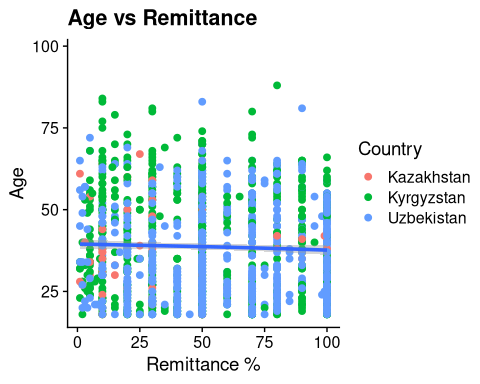 Age vs Remittance
100
75
50
25
Age
0
25
50
75
100
Remittance %
Country
Kazakhstan
Kyrgyzstan
Uzbekistan